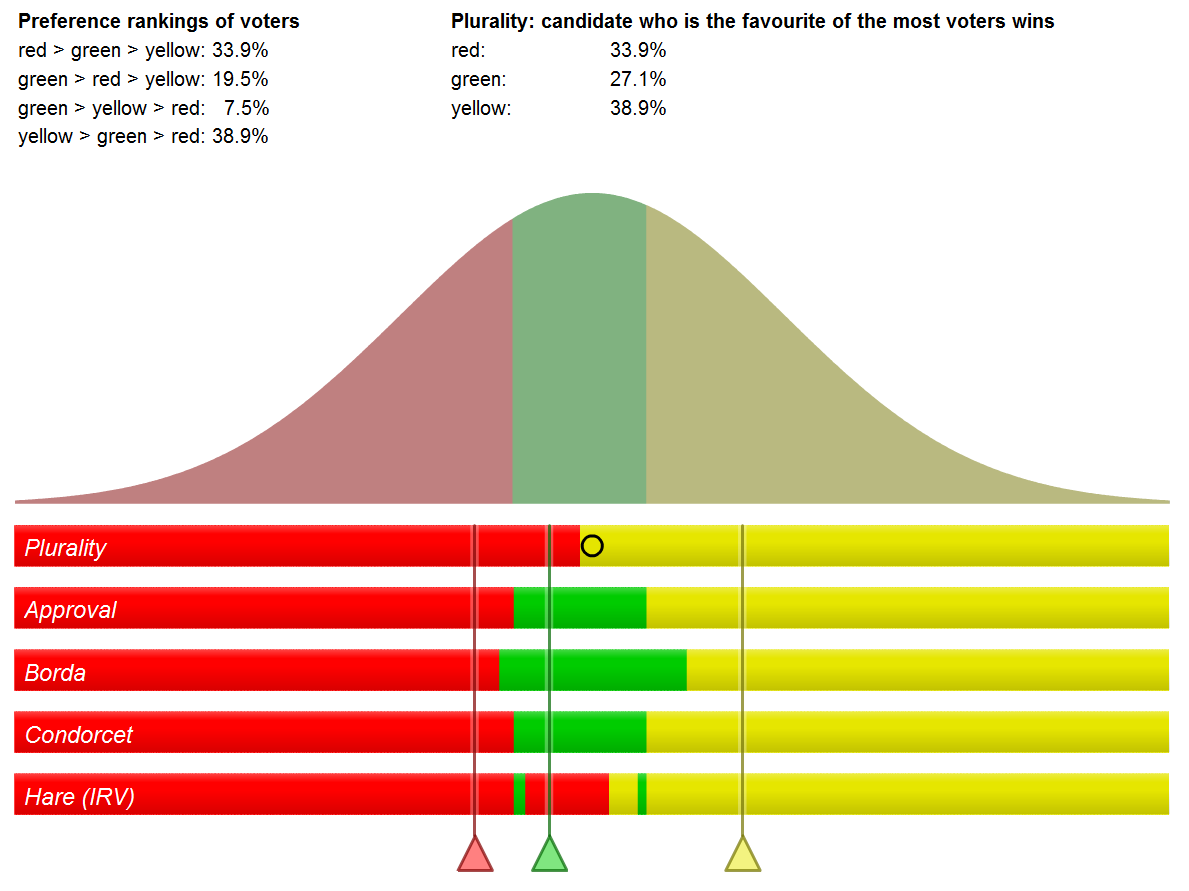 Preference rankings of voters
red > green > yellow: 33.9%
green > red > yellow: 19.5%
green > yellow > red: 7.5%
yellow > green > red: 38.9%
Plurality: candidate who is the favourite of the most voters wins
red: 33.9%
green: 27.1%
yellow: 38.9%
Plurality
Approval
Borda
Condorcet
Hare (IRV)